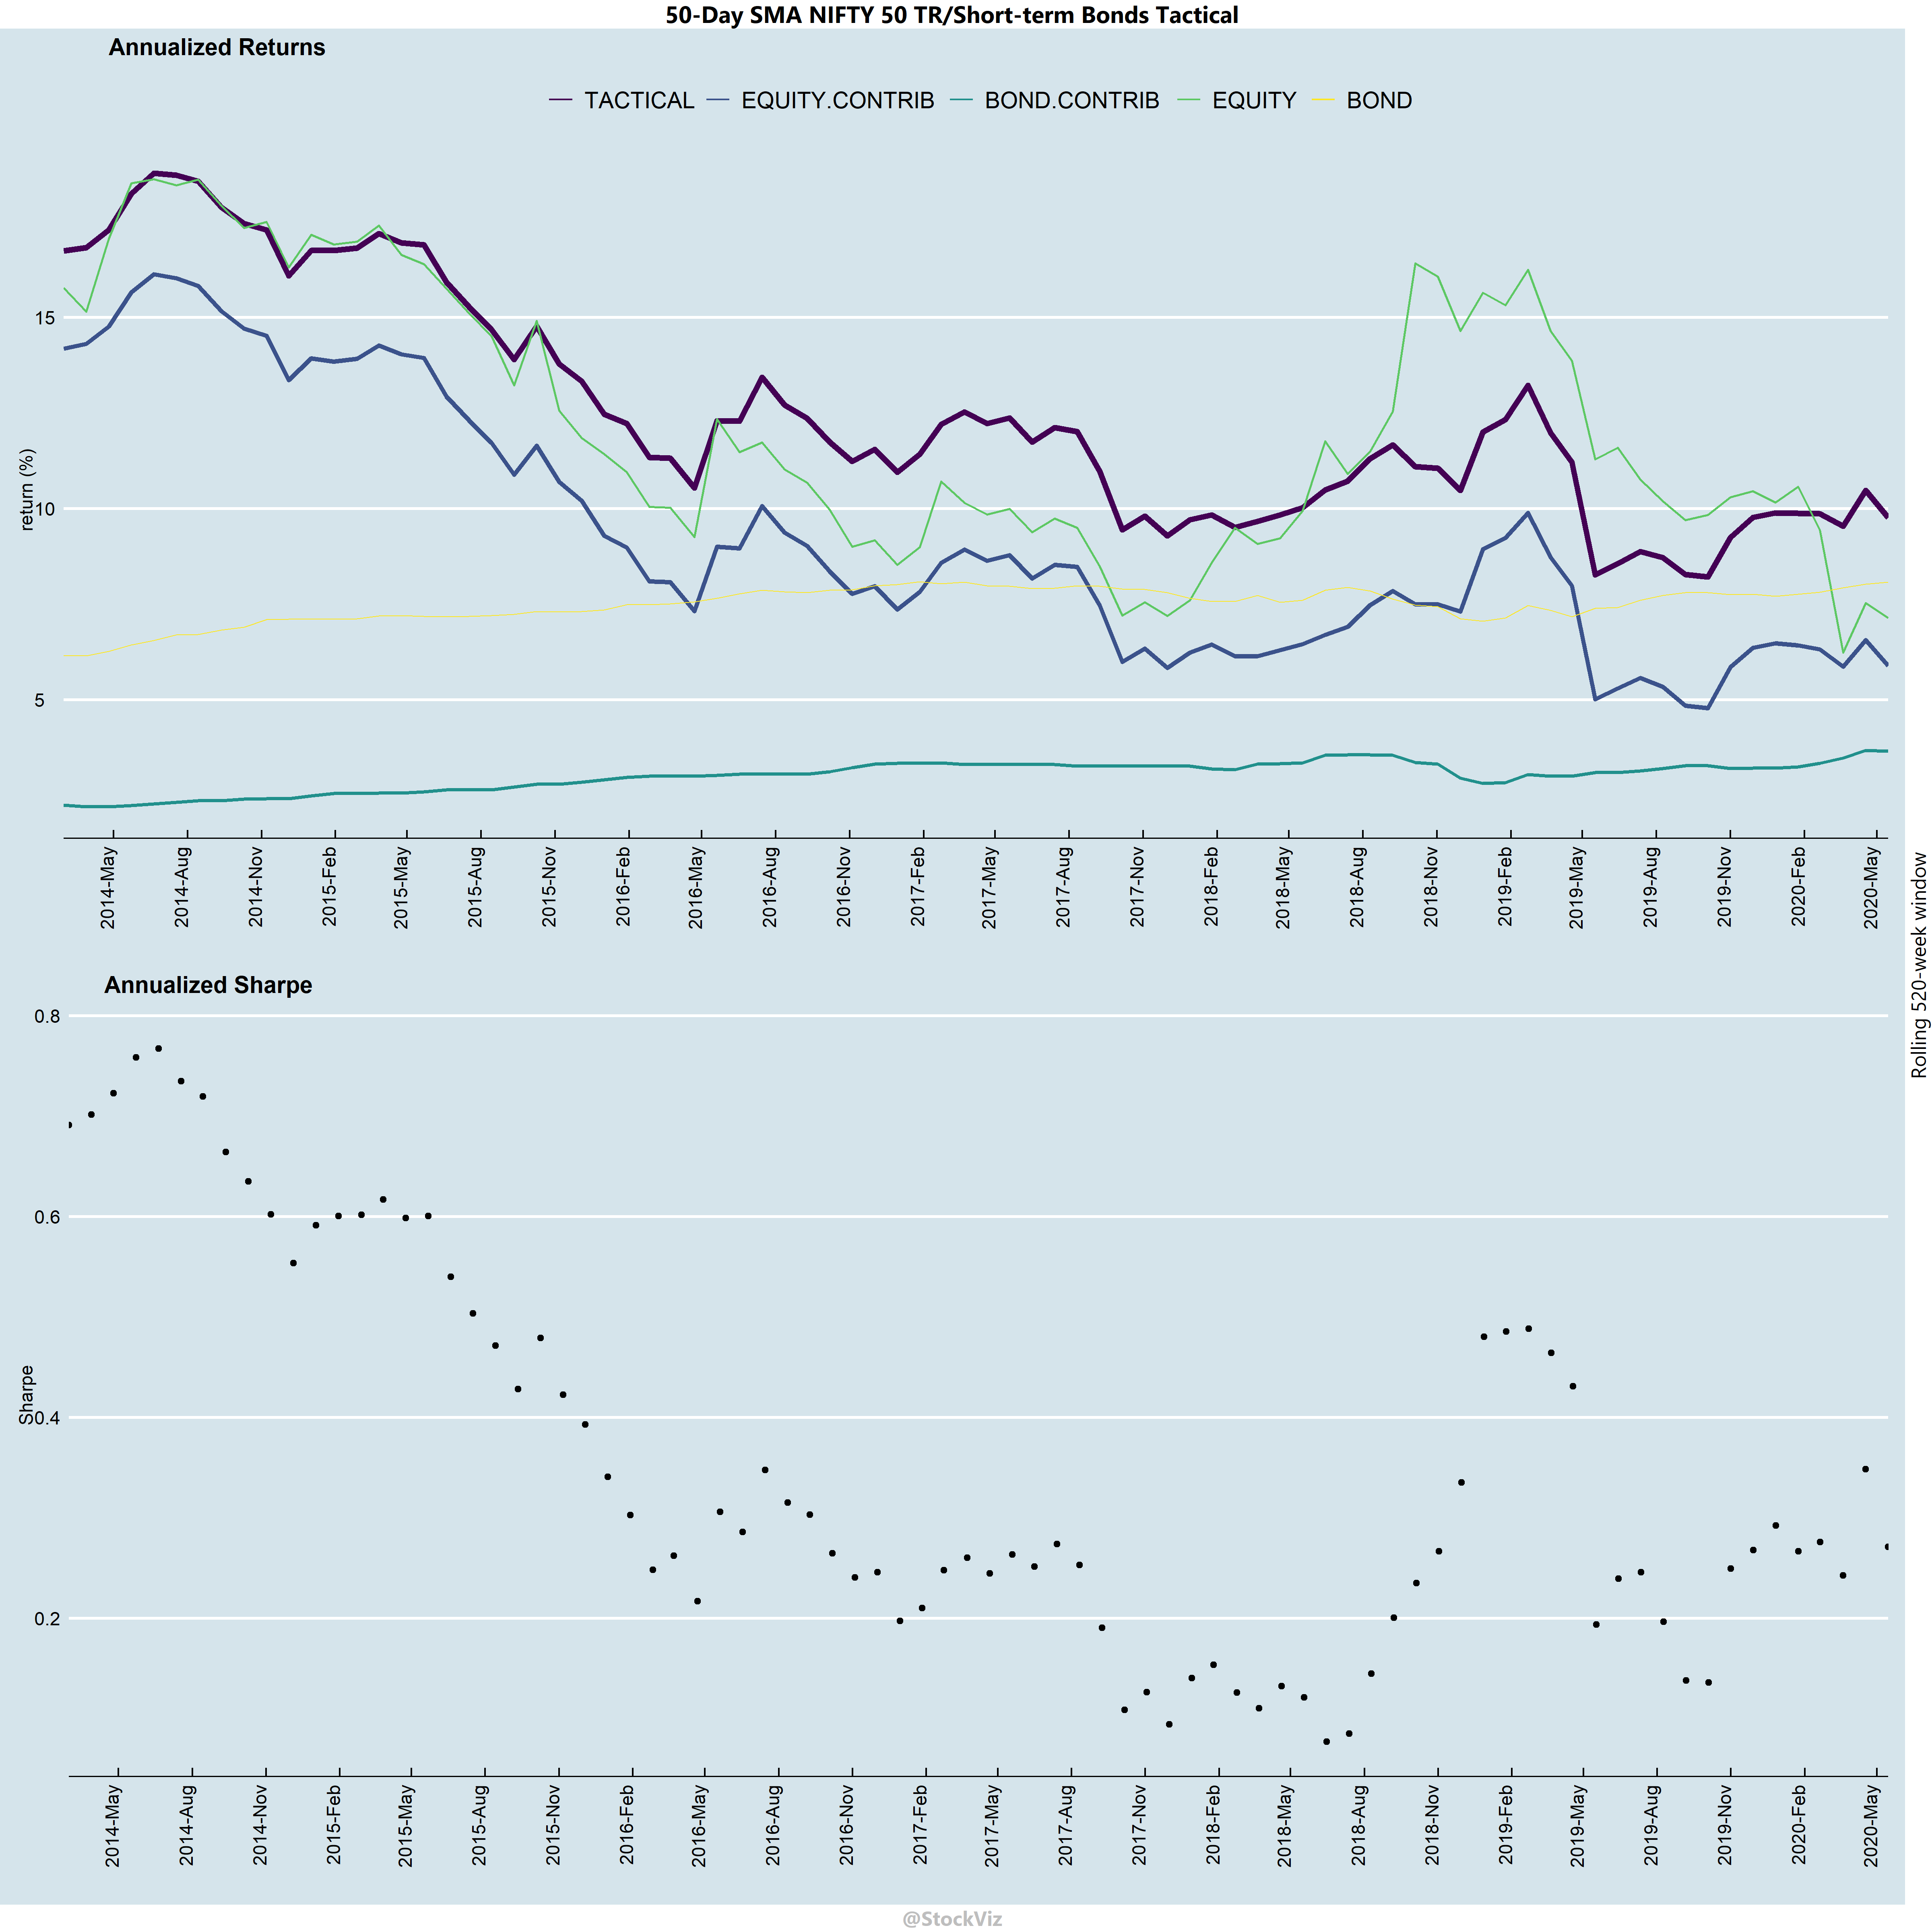 50-Day SMA NIFTY 50 TR/Short-term Bonds Tactical
Annualized Returns
TACTICAL EQUITY.CONTRIB BOND.CONTRIB EQUITY BOND
return (%)
15
10
5
2014-May
2014-Aug
2014-Nov
2015-Feb
2015-May
2015-Aug
2015-Nov
2016-Feb
2016-May
2016-Aug
2016-Nov
2017-Feb
2017-May
2017-Aug
2017-Nov
2018-Feb
2018-May
2018-Aug
2018-Nov
2019-Feb
2019-May
2019-Aug
2019-Nov
2020-Feb
2020-May
Rolling 520-week window
Annualized Sharpe
Sharpe
0.8
0.6
0.4
0.2
2014-May
2014-Aug
2014-Nov
2015-Feb
2015-May
2015-Aug
2015-Nov
2016-Feb
2016-May
2016-Aug
2016-Nov
2017-Feb
2017-May
2017-Aug
2017-Nov
2018-Feb
2018-May
2018-Aug
2018-Nov
2019-Feb
2019-May
2019-Aug
2019-Nov
2020-Feb
2020-May
@StockViz